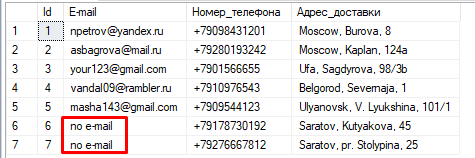 Id E-mail Номер_телефона Адрес_доставки
1 1 npetrov@yandex.ru +79098431201 Moscow, Burova, 8
2 2 asbagrova@mail.ru +79280193242 Moscow, Kaplan, 124a
3 3 your123@gmail.com +7901566655 Ufa, Sagdyrova, 98/3b
4 4 vandal09@rambler.ru +7910976543 Belgorod, Severnaja, 5
5 5 masha143@gmail.com +7909544123 Ulyanovsk, V. Lyukshina, 101/1
6 6 no e-mail +79178730192 Saratov, Kutyakova, 45
7 7 no e-mail +79276667812 Saratov, pr. Stolypina, 25